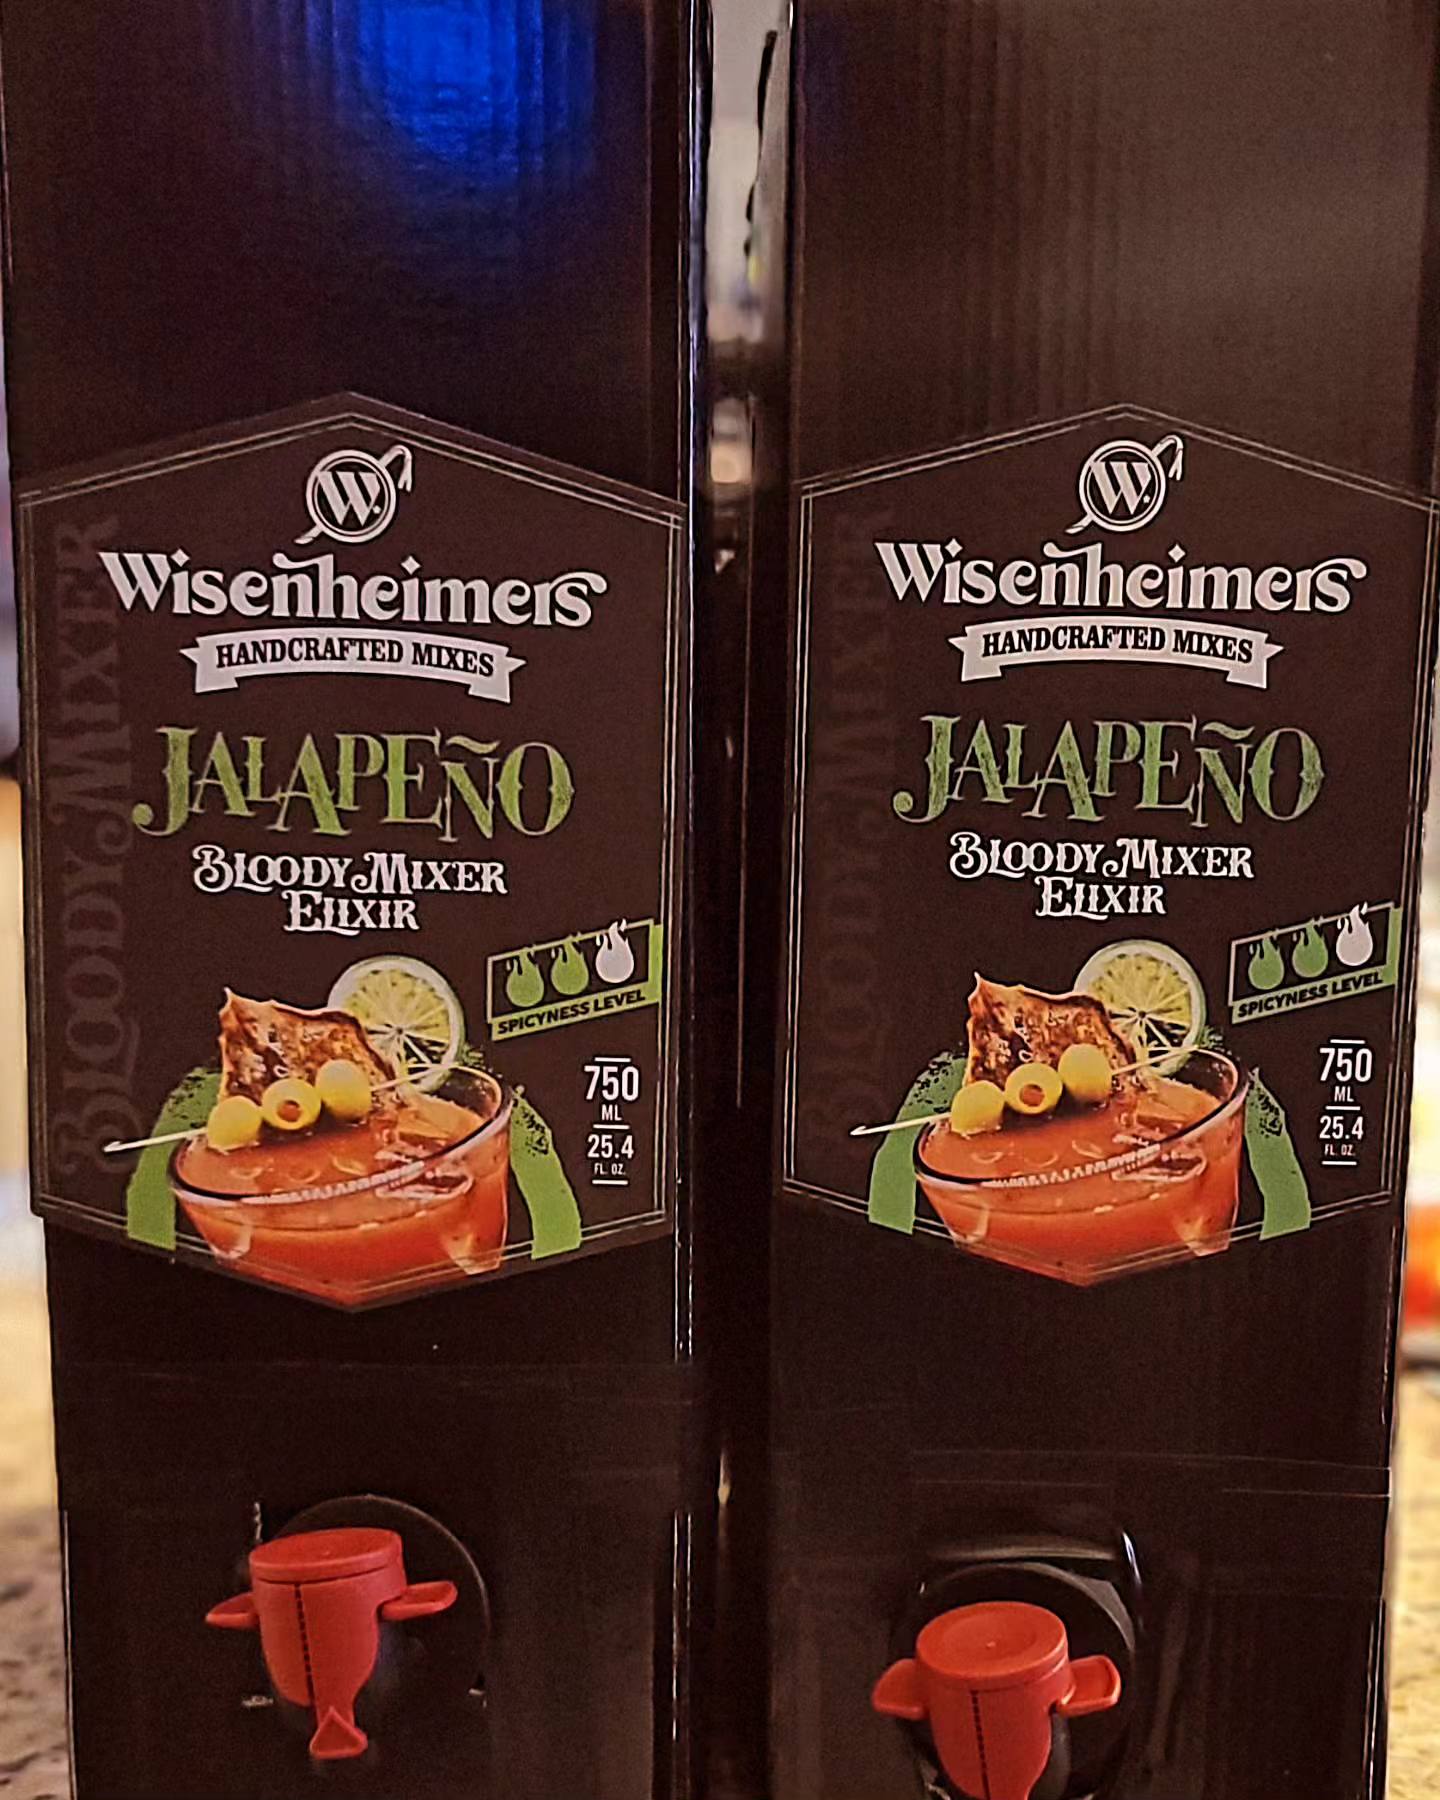 W.
Wisenheimers
HANDCRAFTED MIXES
JALAPEÑO
BLOODY MIXER
ELIXIR
SPICYNESS LEVEL
750
ML
25.4
FL. OZ.
BLOODY MIXER
W.
Wisenheimers
HANDCRAFTED MIXES
JALAPEÑO
BLOODY MIXER
ELIXIR
SPICYNESS LEVEL
750
ML
25.4
FL. OZ.
BLOODY MIXER